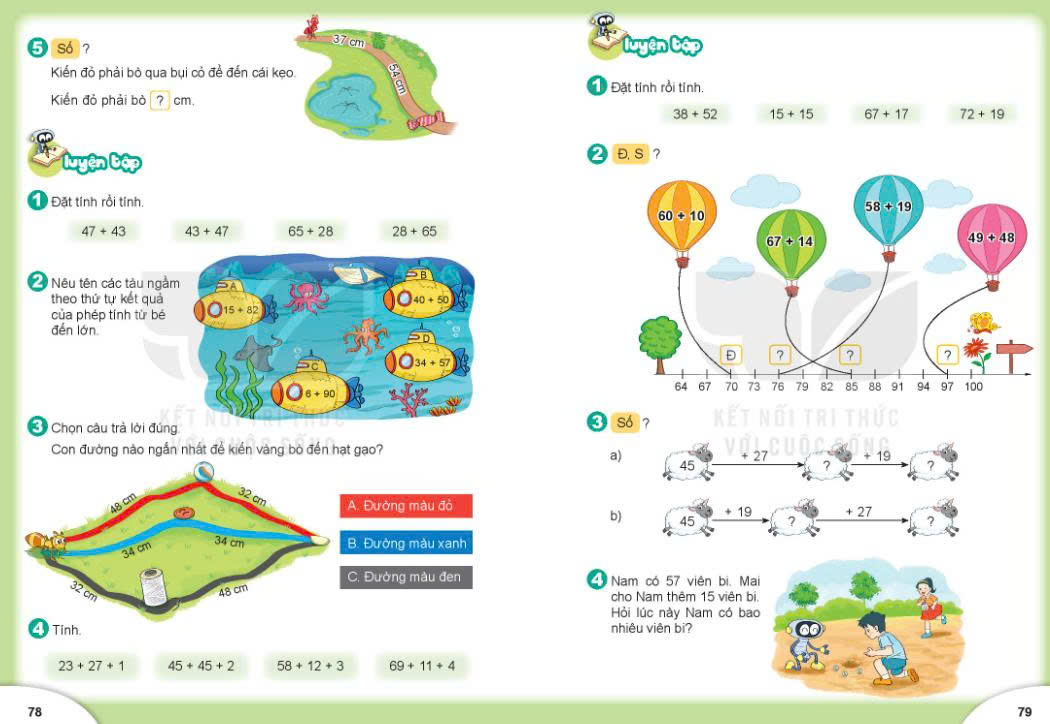 5 Số ?
Kiến đỏ phải bò qua bụi cỏ để đến cái kẹo.
Kiến đỏ phải bò ? cm.
37 cm
54 cm
Luyện tập
1 Đặt tính rồi tính.
47 + 43 43 + 47 65 + 28 28 + 65
2 Nêu tên các tàu ngầm
theo thứ tự kết quả
của phép tính từ bé
đến lớn.
A
15 + 82
B
40 + 50
D
34 + 57
C
6 + 90
3 Chọn câu trả lời đúng.
Con đường nào ngắn nhất để kiến vàng bò đến hạt gạo?
48 cm
32 cm
34 cm
34 cm
32 cm
48 cm
A. Đường màu đỏ
B. Đường màu xanh
C. Đường màu đen
4 Tính.
23 + 27 + 1 45 + 45 + 2 58 + 12 + 3 69 + 11 + 4
78
KẾT NỐI TRI THỨC
VỚI CUỘC SỐNG
Luyện tập
1 Đặt tính rồi tính.
38 + 52 15 + 15 67 + 17 72 + 19
2 Đ, S ?
60 + 10
67 + 14
58 + 19
49 + 48
Đ ? ? ?
64 67 70 73 76 79 82 85 88 91 94 97 100
3 Số ?
a) 45 + 27 ? + 19 ?
b) 45 + 19 ? + 27 ?
4 Nam có 57 viên bi. Mai
cho Nam thêm 15 viên bi.
Hỏi lúc này Nam có bao
nhiêu viên bi?
79
KẾT NỐI TRI THỨC
VỚI CUỘC SỐNG